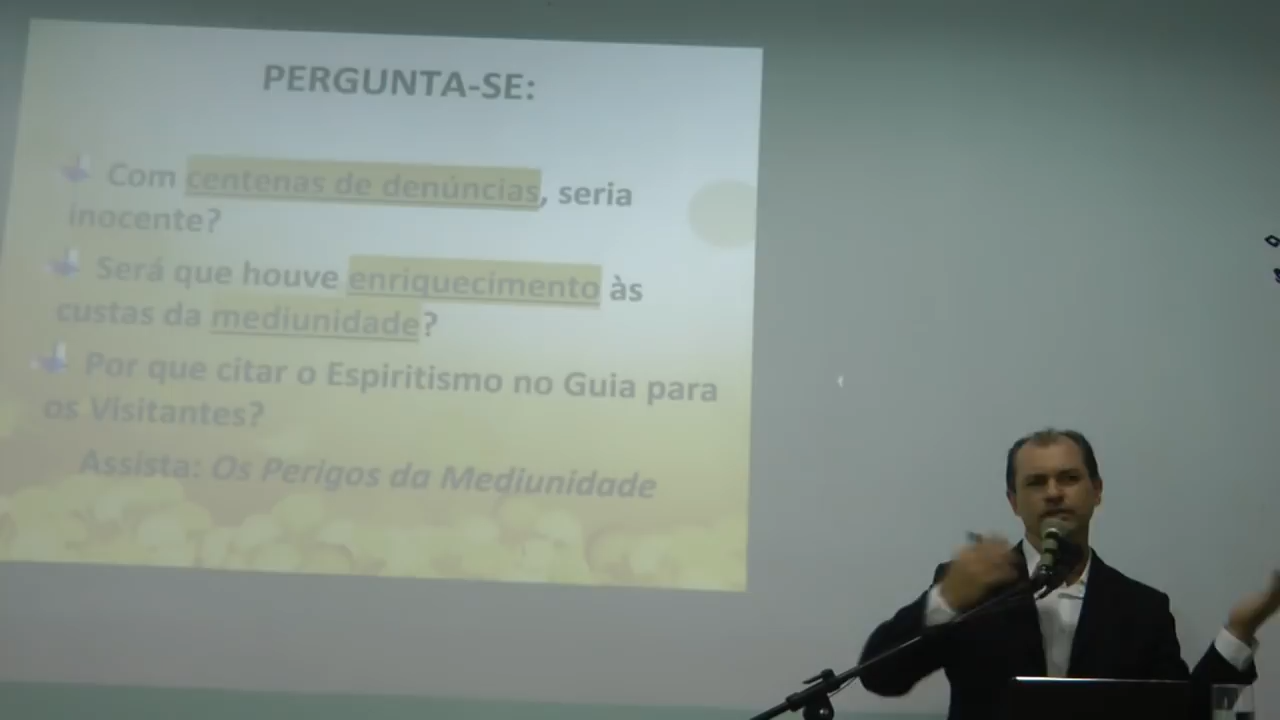 PERGUNTA-SE:
Com centenas de denúncias, seria
inocente?
Será que houve enriquecimento às
custas da mediunidade?
Por que citar o Espiritismo no Guia para
os Visitantes?
Assista: Os Perigos da Mediunidade